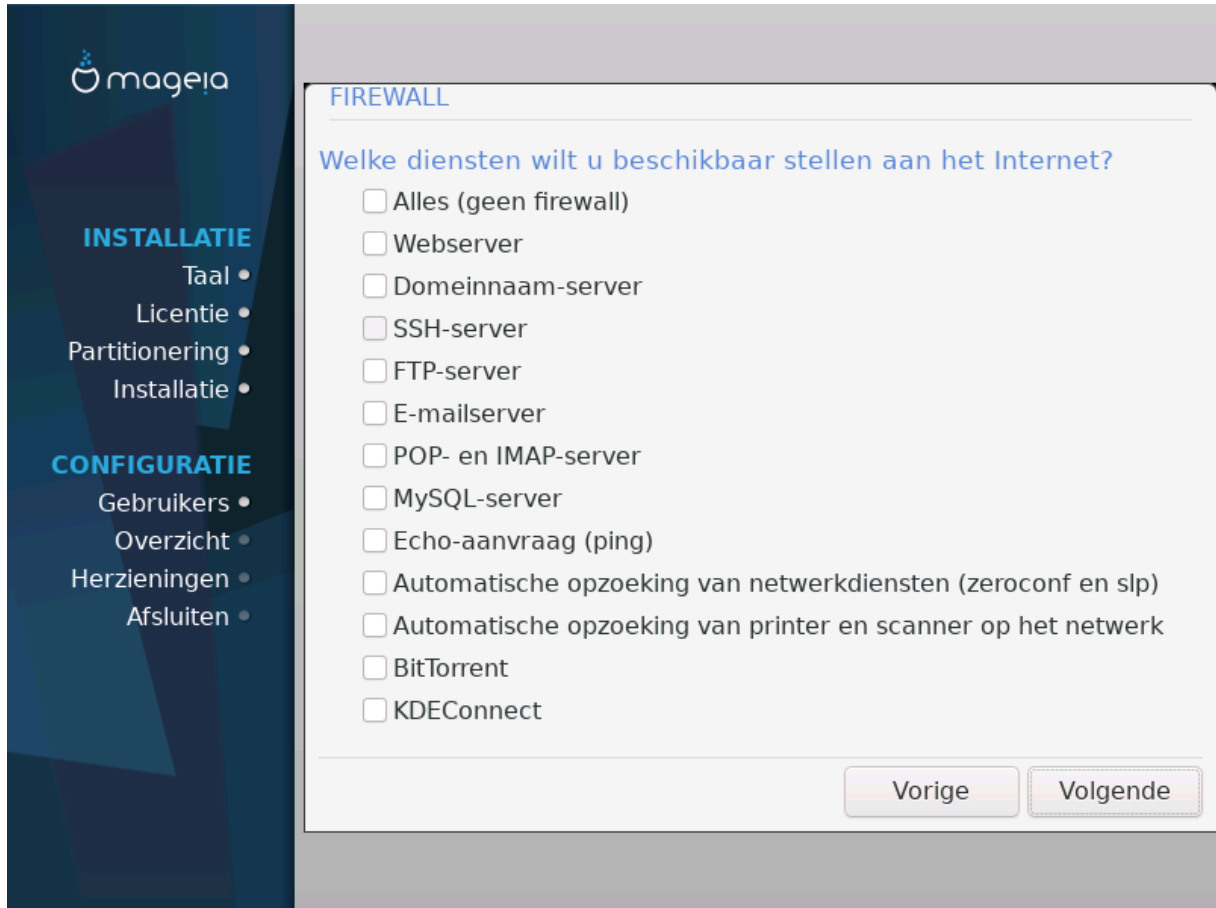 mageia
INSTALLATIE
Taal
Licentie
Partitionering
Installatie
CONFIGURATIE
Gebruikers
Overzicht
Herzieningen
Afsluiten
FIREWALL
Welke diensten wilt u beschikbaar stellen aan het Internet?
Alles (geen firewall)
Webserver
Domeinnaam-server
SSH-server
FTP-server
E-mailserver
POP- en IMAP-server
MySQL-server
Echo-aanvraag (ping)
Automatische opzoeking van netwerkdiensten (zeroconf en slp)
Automatische opzoeking van printer en scanner op het netwerk
BitTorrent
KDEConnect
Vorige
Volgende